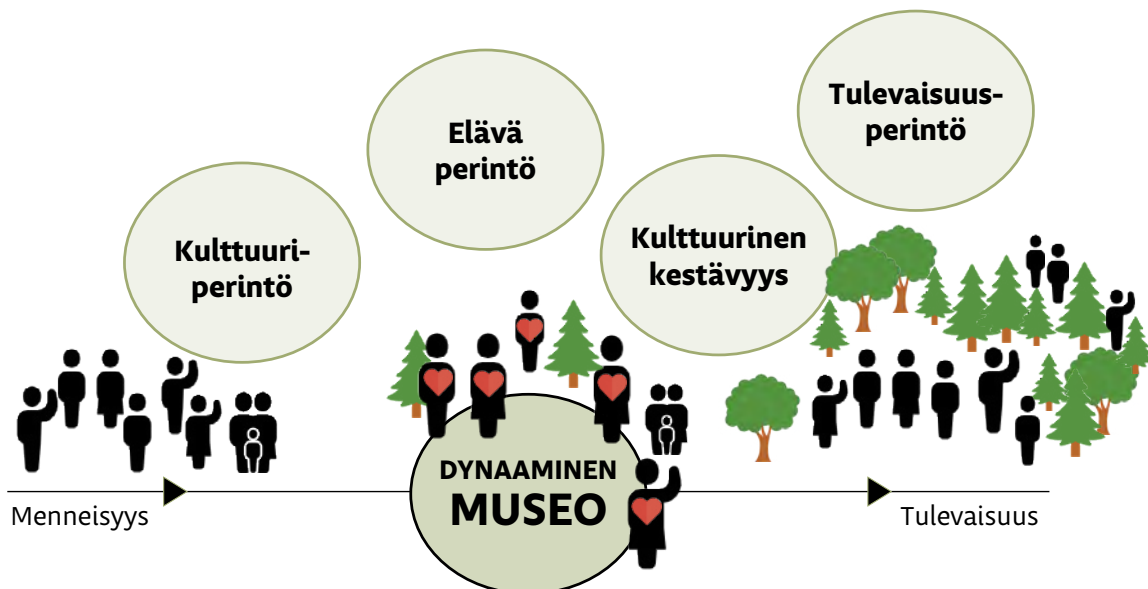 Kulttuuri-
perintö
Elävä
perintö
Kulttuurinen
kestävyys
Tulevaisuus-
perintö
DYNAAMINEN
MUSEO
Menneisyys
Tulevaisuus